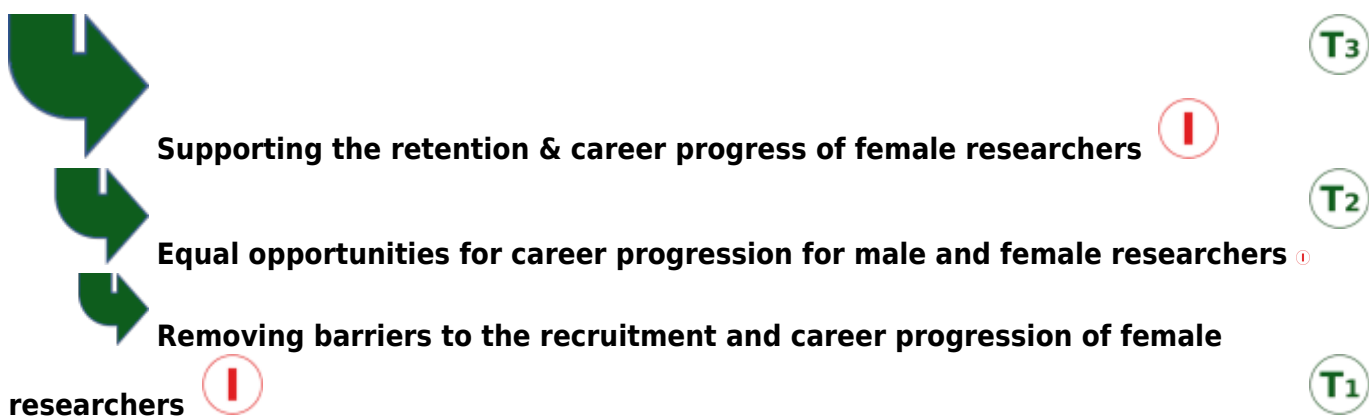 T3
Supporting the retention & career progress of female researchers I
T2
Equal opportunities for career progression for male and female researchers I
Removing barriers to the recruitment and career progression of female
researchers I T1